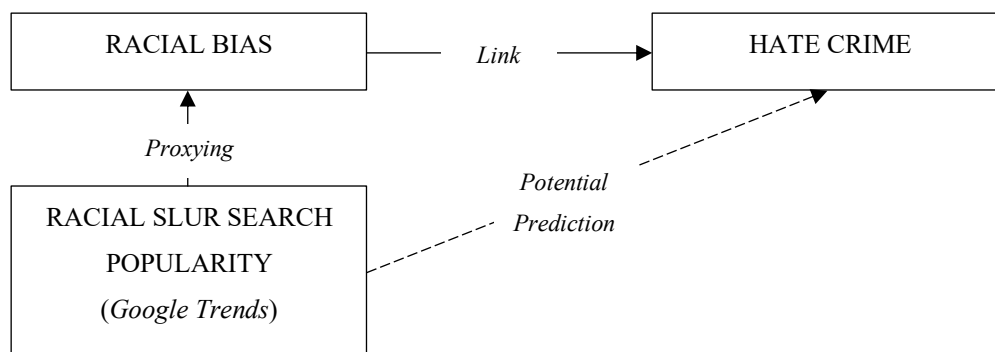 RACIAL BIAS
Link
HATE CRIME
Proxying
Potential
Prediction
RACIAL SLUR SEARCH
POPULARITY
(Google Trends)